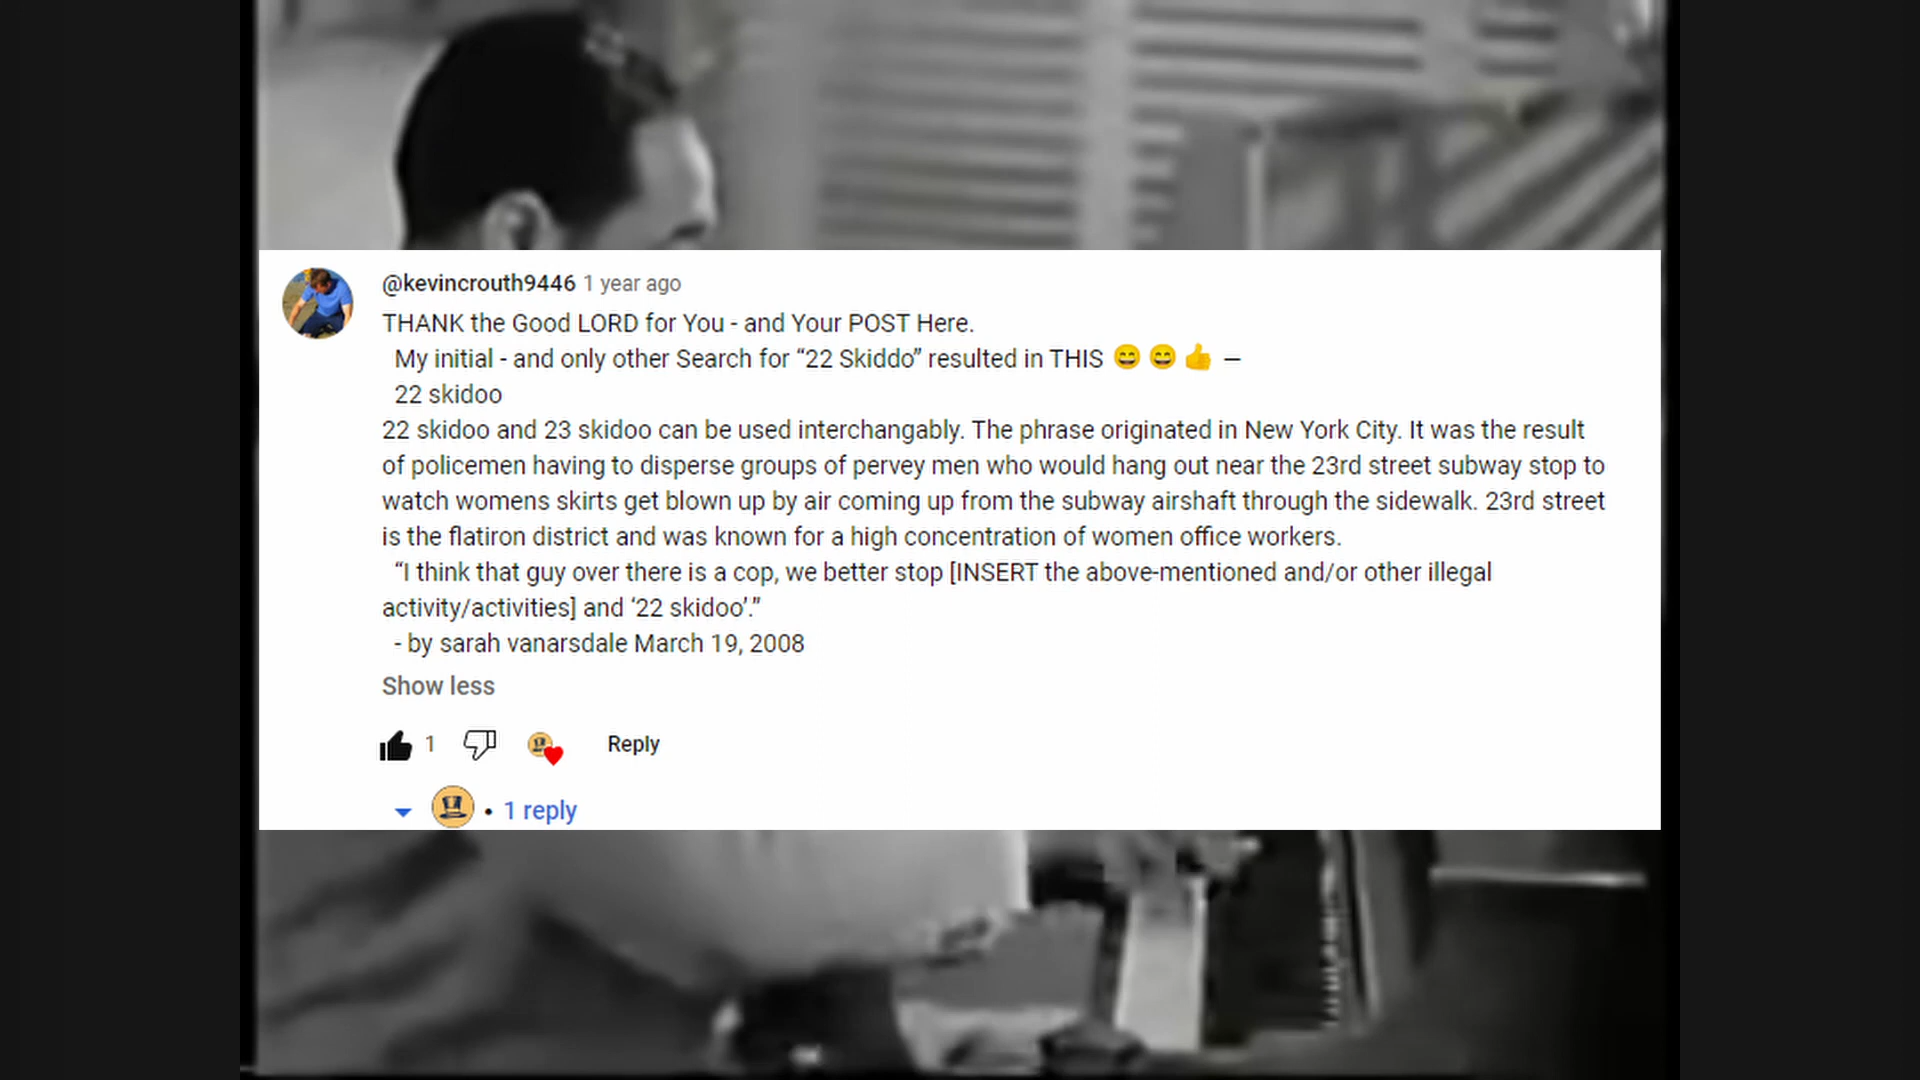 @kevincrouth9446 1 year ago
THANK the Good LORD for You - and Your POST Here.
My initial - and only other Search for “22 Skiddo” resulted in THIS 😄 😄 👍 —
22 skidoo
22 skidoo and 23 skidoo can be used interchangably. The phrase originated in New York City. It was the result
of policemen having to disperse groups of pervey men who would hang out near the 23rd street subway stop to
watch womens skirts get blown up by air coming up from the subway airshaft through the sidewalk. 23rd street
is the flatiron district and was known for a high concentration of women office workers.
“I think that guy over there is a cop, we better stop [INSERT the above-mentioned and/or other illegal
activity/activities] and ‘22 skidoo’.”
- by sarah vanarsdale March 19, 2008
Show less
1 Reply
• 1 reply